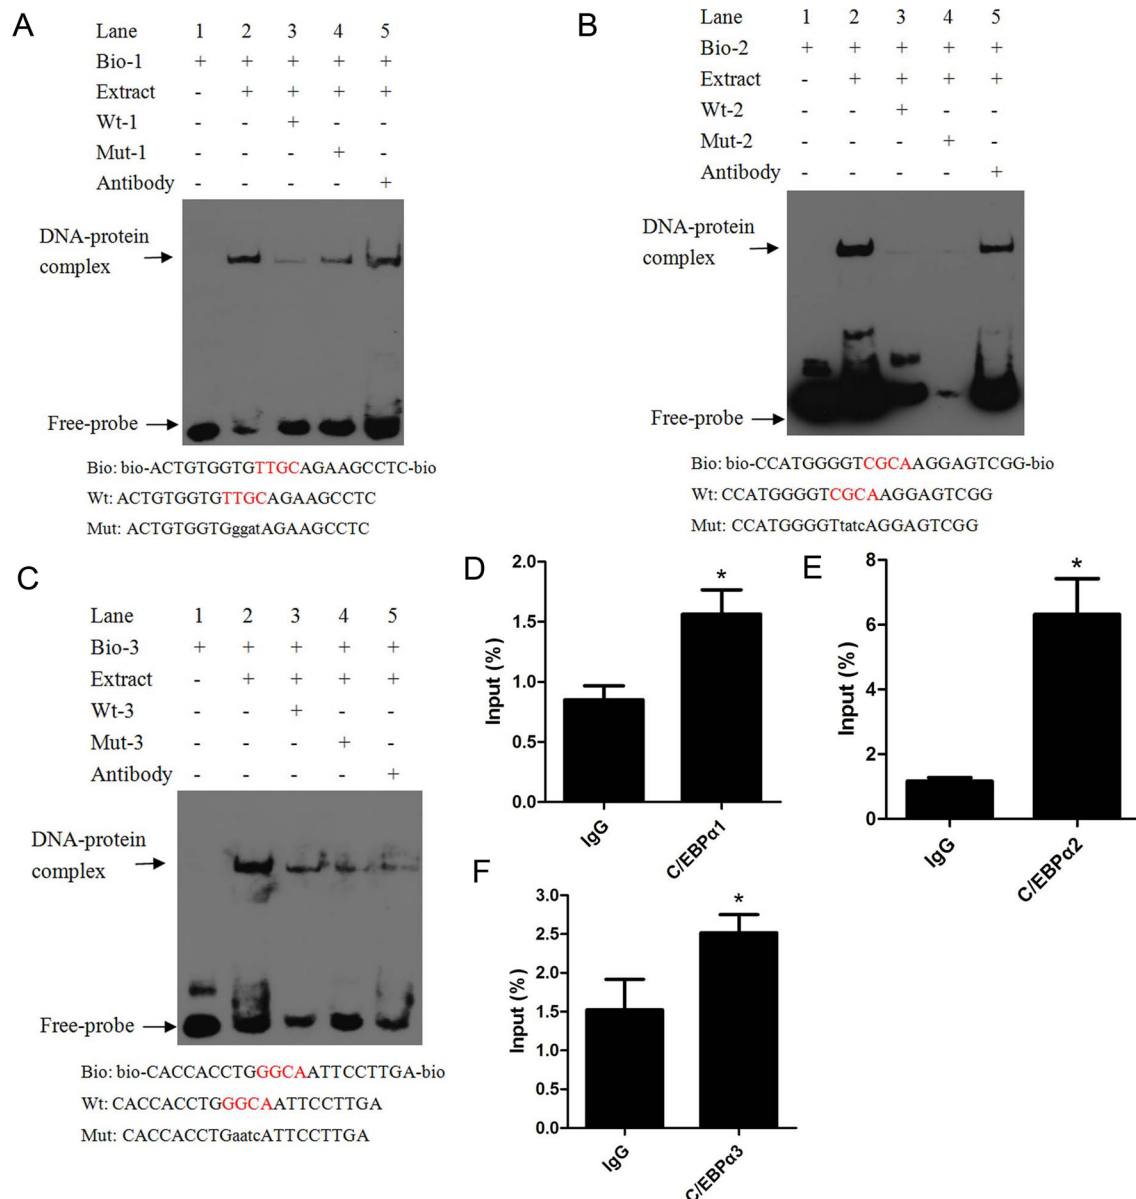 A
Lane 1 2 3 4 5
Bio-1 + + + + +
Extract - + + + +
Wt-1 - - + - -
Mut-1 - - - + -
Antibody - - - - +
DNA-protein
complex
Free-probe
Bio: bio-ACTGTGGTGTTGCAGAAGCCTC-bio
Wt: ACTGTGGTGTTGCAGAAGCCTC
Mut: ACTGTGGTGggatAGAAGCCTC
B
Lane 1 2 3 4 5
Bio-2 + + + + +
Extract - + + + +
Wt-2 - - + - -
Mut-2 - - - + -
Antibody - - - - +
DNA-protein
complex
Free-probe
Bio: bio-CCATGGGGTCGCAAGGAGTCGG-bio
Wt: CCATGGGGTCGCAAGGAGTCGG
Mut: CCATGGGGTtatcAGGAGTCGG
C
Lane 1 2 3 4 5
Bio-3 + + + + +
Extract - + + + +
Wt-3 - - + - -
Mut-3 - - - + -
Antibody - - - - +
DNA-protein
complex
Free-probe
Bio: bio-CACCACCTGGGCAATTCCTTGA-bio
Wt: CACCACCTGGGCAATTCCTTGA
Mut: CACCACCTGaatcATTCCTTGA
D
Input (%)
2.0
1.5
1.0
0.5
0.0
*
IgG
C/EBPα1
E
Input (%)
8
6
4
2
0
*
IgG
C/EBPα2
F
Input (%)
3.0
2.5
2.0
1.5
1.0
0.5
0.0
*
IgG
C/EBPα3